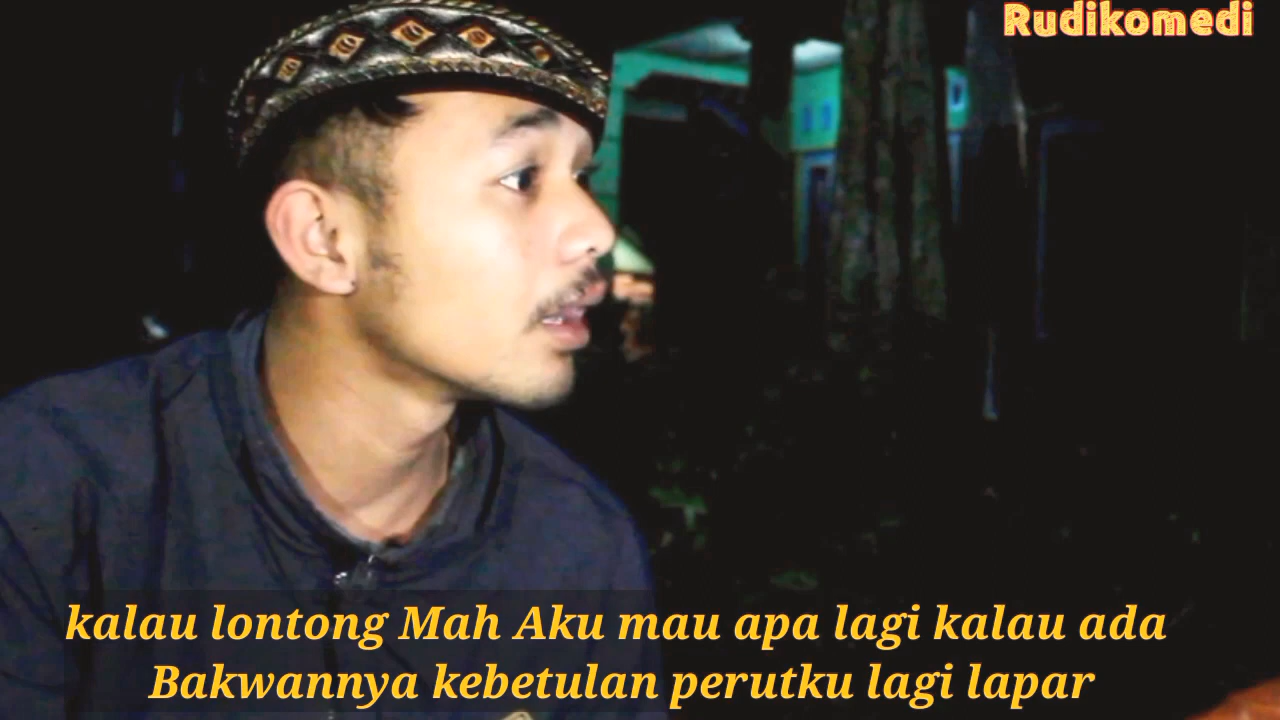 Rudikomedi
kalau lontong Mah Aku mau apa lagi kalau ada
Bakwannya kebetulan perutku lagi lapar